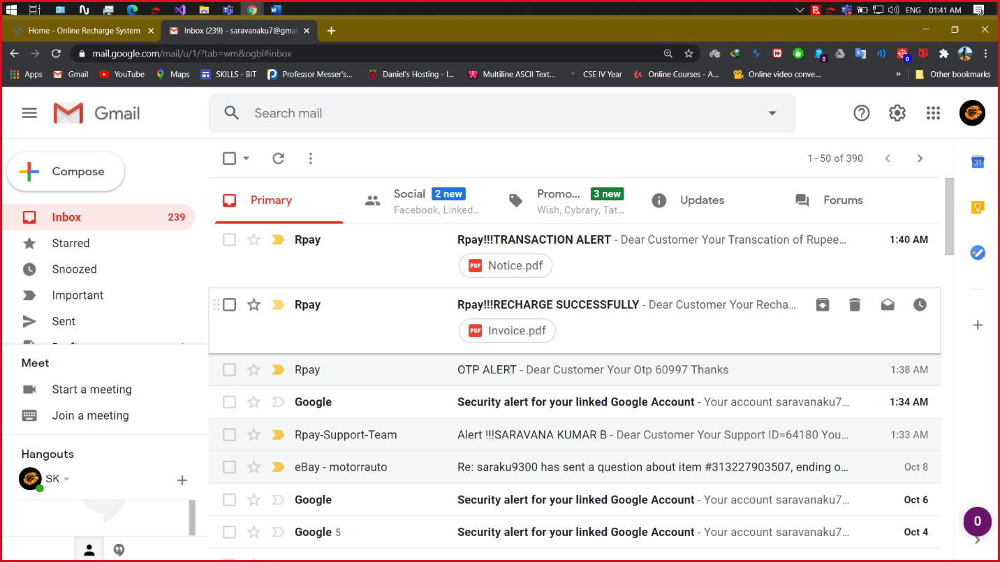 ENG 01:41 AM
Home - Online Recharge System
Inbox (239) - saravanaku7@gmai
mail.google.com/mail/u/1/?tab=wm&ogbl#inbox
0
0
Apps Gmail YouTube Maps SKILLS - BIT Professor Messer's... Daniel's Hosting - I... Multiline ASCII Text... CSE IV Year Online Courses - A... Online video conve... » Other bookmarks
Gmail
Search mail
Compose
1–50 of 390
31
Primary
Social 2 new
Facebook, Linked...
Promo... 3 new
Wish, Cybrary, Tat...
Updates
Forums
Inbox 239
Starred
Snoozed
Important
Sent
Meet
Start a meeting
Join a meeting
Hangouts
SK
Rpay Rpay!!!TRANSACTION ALERT - Dear Customer Your Transcation of Rupee... 1:40 AM
PDF Notice.pdf
Rpay Rpay!!!RECHARGE SUCCESSFULLY - Dear Customer Your Recha...
PDF Invoice.pdf
Rpay OTP ALERT - Dear Customer Your Otp 60997 Thanks 1:38 AM
Google Security alert for your linked Google Account - Your account saravanaku7... 1:34 AM
Rpay-Support-Team Alert !!!SARAVANA KUMAR B - Dear Customer Your Support ID=64180 You... 1:33 AM
eBay - motorrauto Re: saraku9300 has sent a question about item #313227903507, ending o... Oct 8
Google Security alert for your linked Google Account - Your account saravanaku7... Oct 6
Google 5 Security alert for your linked Google Account - Your account saravanaku7... Oct 4
0